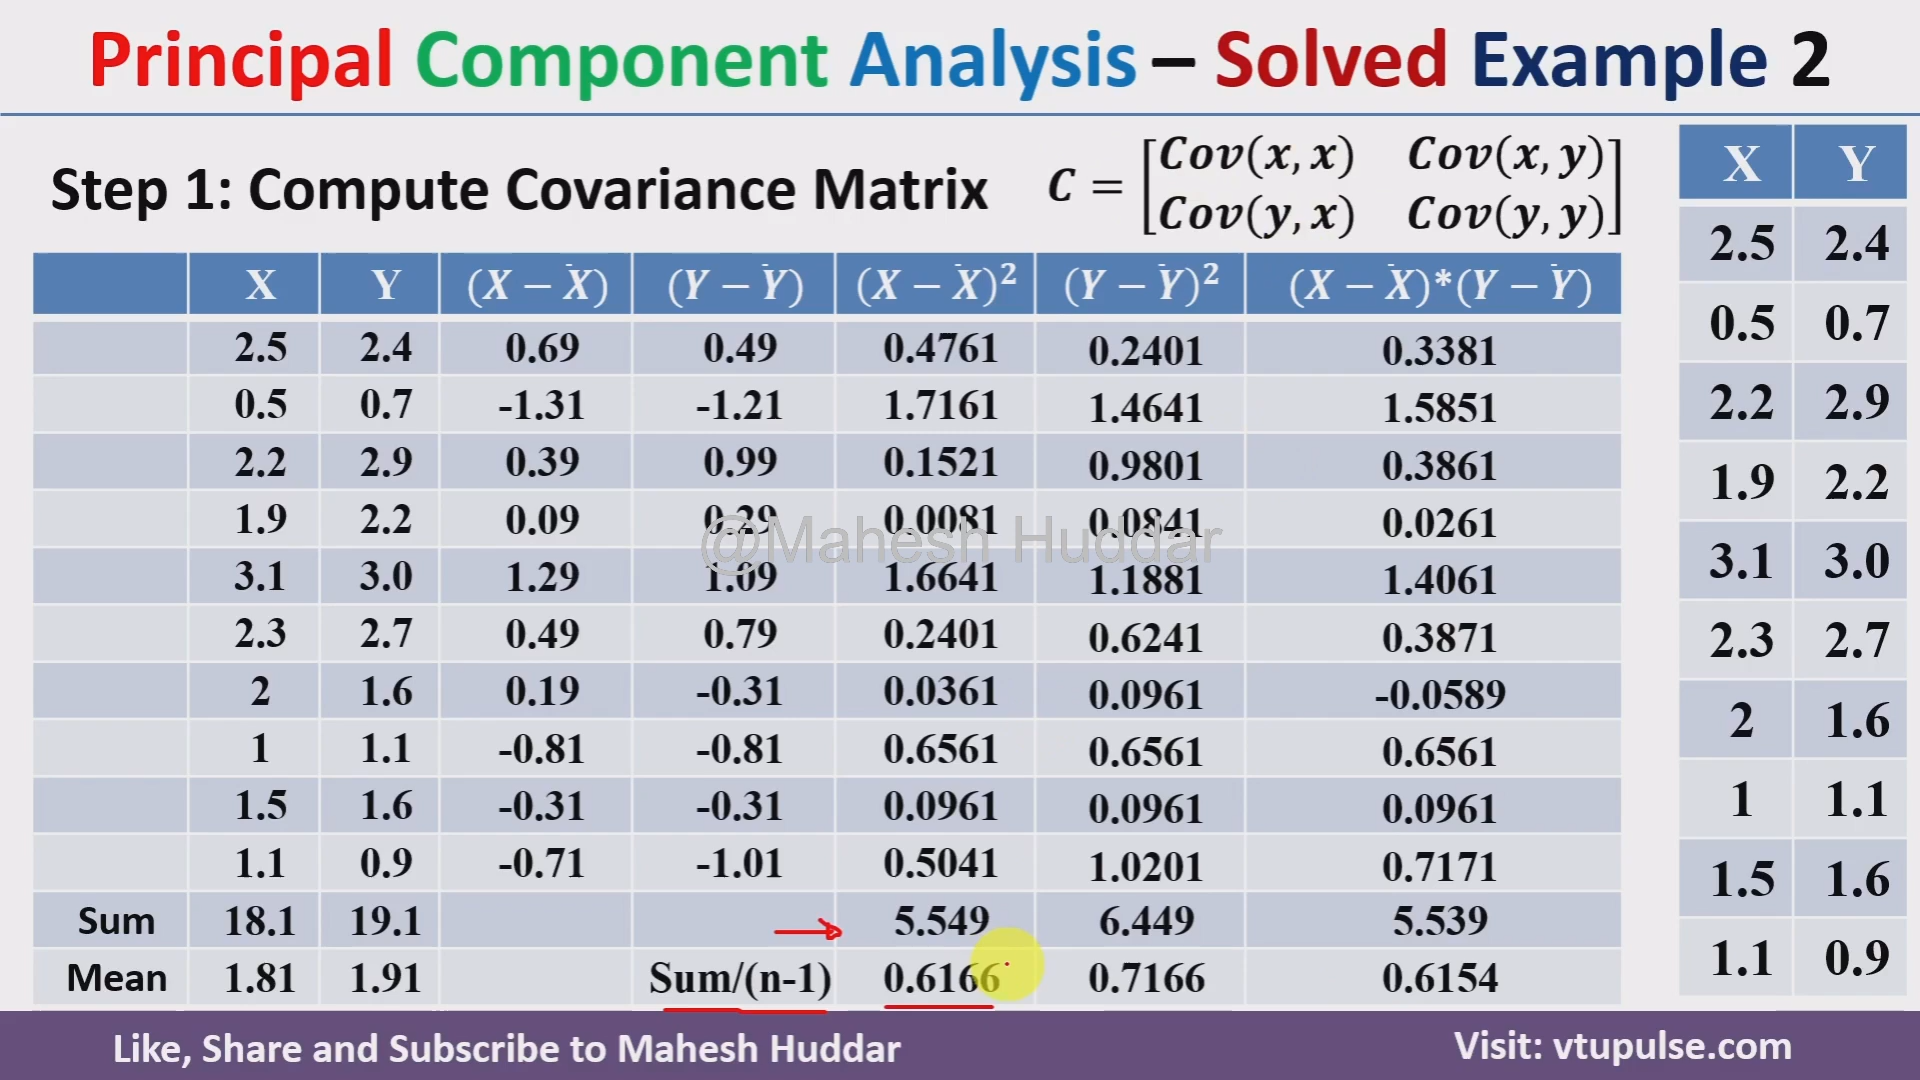 Principal Component Analysis – Solved Example 2
Step 1: Compute Covariance Matrix
C = [Cov(x,x) Cov(x,y)
Cov(y,x) Cov(y,y)]
X Y (X − X̄) (Y − Ȳ) (X − X̄)² (Y − Ȳ)² (X − X̄)*(Y − Ȳ)
2.5 2.4 0.69 0.49 0.4761 0.2401 0.3381
0.5 0.7 -1.31 -1.21 1.7161 1.4641 1.5851
2.2 2.9 0.39 0.99 0.1521 0.9801 0.3861
1.9 2.2 0.09 0.29 0.0081 0.0841 0.0261
3.1 3.0 1.29 1.09 1.6641 1.1881 1.4061
2.3 2.7 0.49 0.79 0.2401 0.6241 0.3871
2 1.6 0.19 -0.31 0.0361 0.0961 -0.0589
1 1.1 -0.81 -0.81 0.6561 0.6561 0.6561
1.5 1.6 -0.31 -0.31 0.0961 0.0961 0.0961
1.1 0.9 -0.71 -1.01 0.5041 1.0201 0.7171
Sum 18.1 19.1 5.549 6.449 5.539
Mean 1.81 1.91 Sum/(n-1) 0.6166 0.7166 0.6154
X Y
2.5 2.4
0.5 0.7
2.2 2.9
1.9 2.2
3.1 3.0
2.3 2.7
2 1.6
1 1.1
1.5 1.6
1.1 0.9
@Mahesh Huddar
Like, Share and Subscribe to Mahesh Huddar
Visit: vtupulse.com